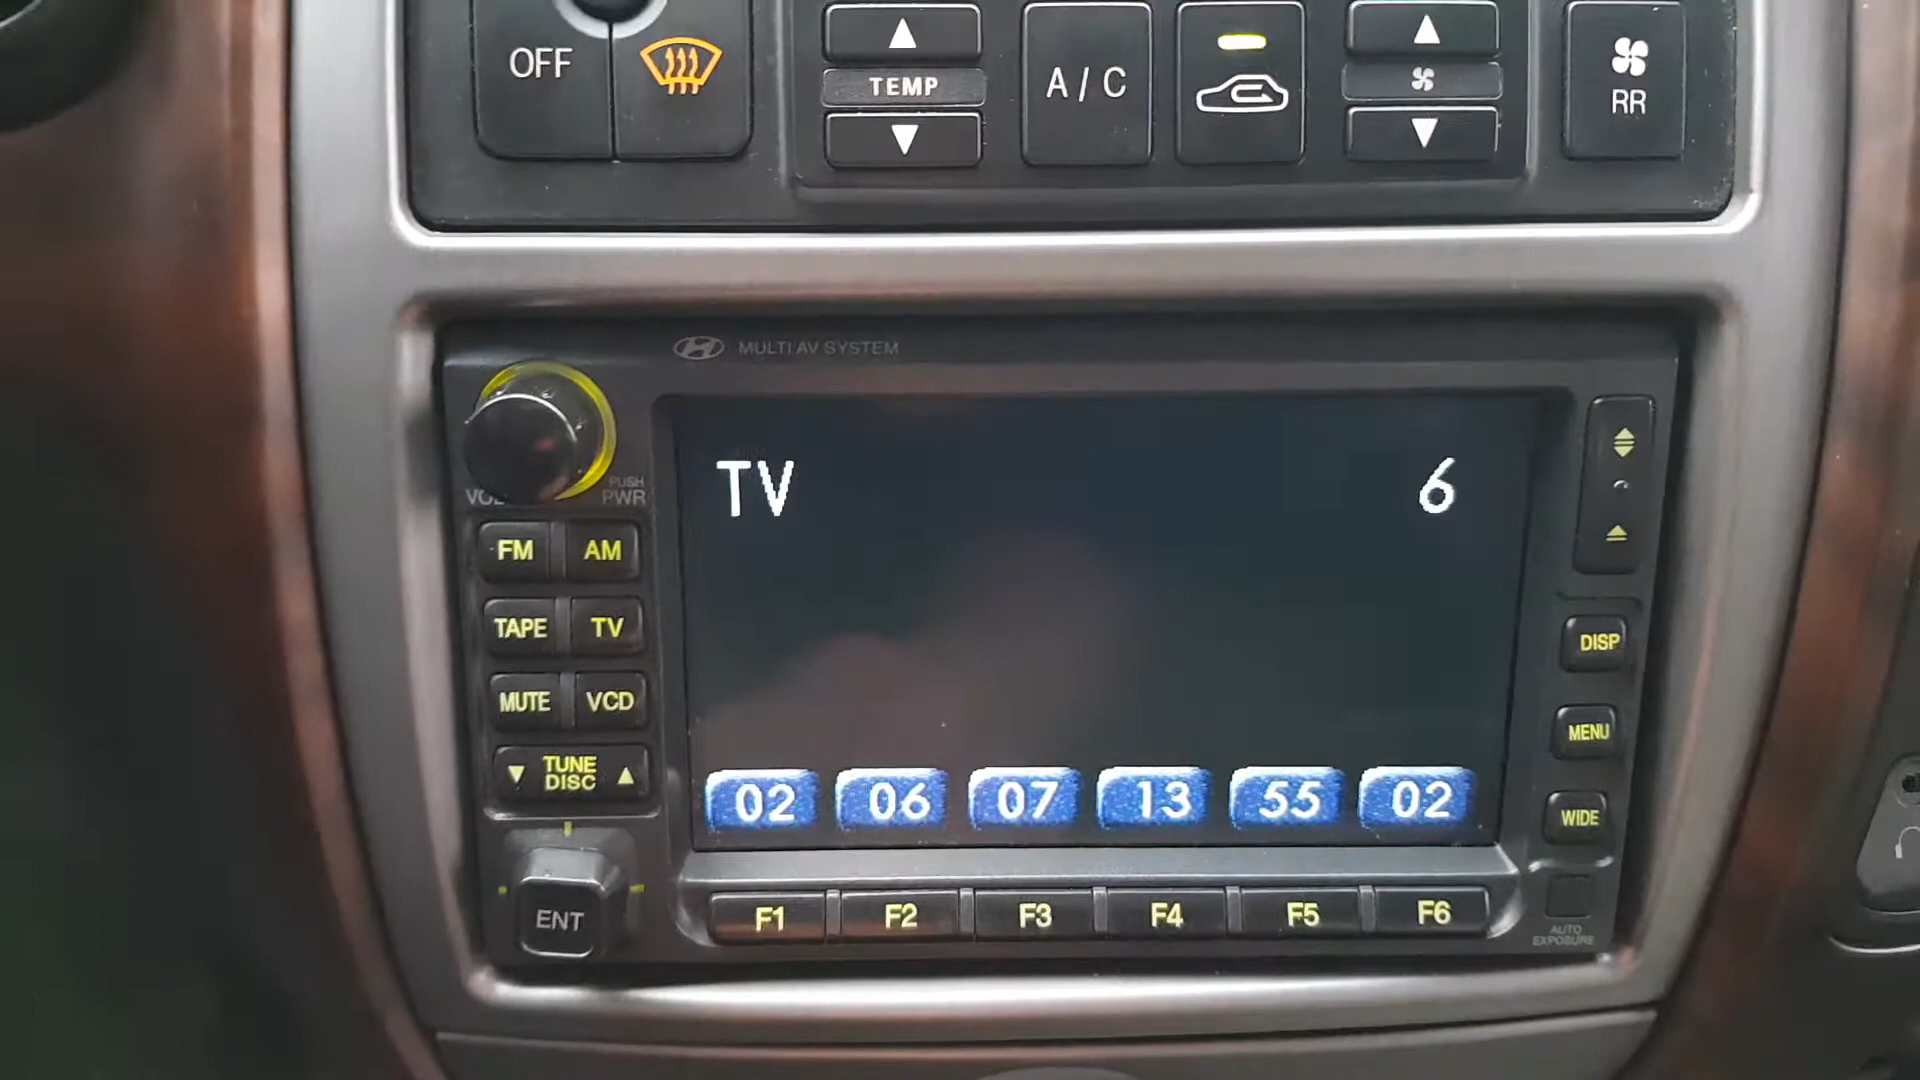 OFF
TEMP
A/C
RR
MULTI AV SYSTEM
PUSH
VOL PWR
TV 6
FM AM
TAPE TV
MUTE VCD
TUNE
DISC
DISP
MENU
WIDE
02 06 07 13 55 02
ENT
F1 F2 F3 F4 F5 F6
AUTO
EXPOSURE